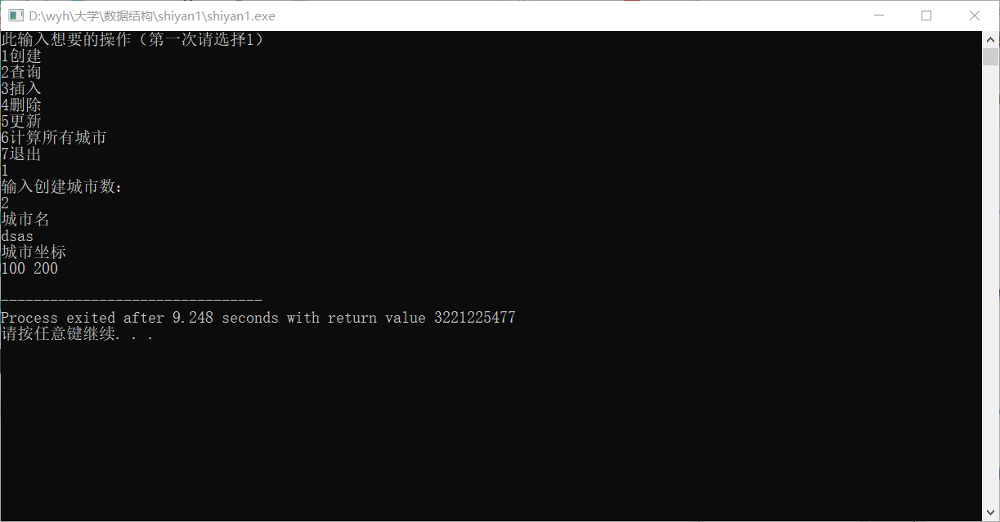 D:\wyh\大学\数据结构\shiyan1\shiyan1.exe
此输入想要的操作（第一次请选择1）
1创建
2查询
3插入
4删除
5更新
6计算所有城市
7退出
1
输入创建城市数：
2
城市名
dsas
城市坐标
100 200
--------------------------------
Process exited after 9.248 seconds with return value 3221225477
请按任意键继续. . .